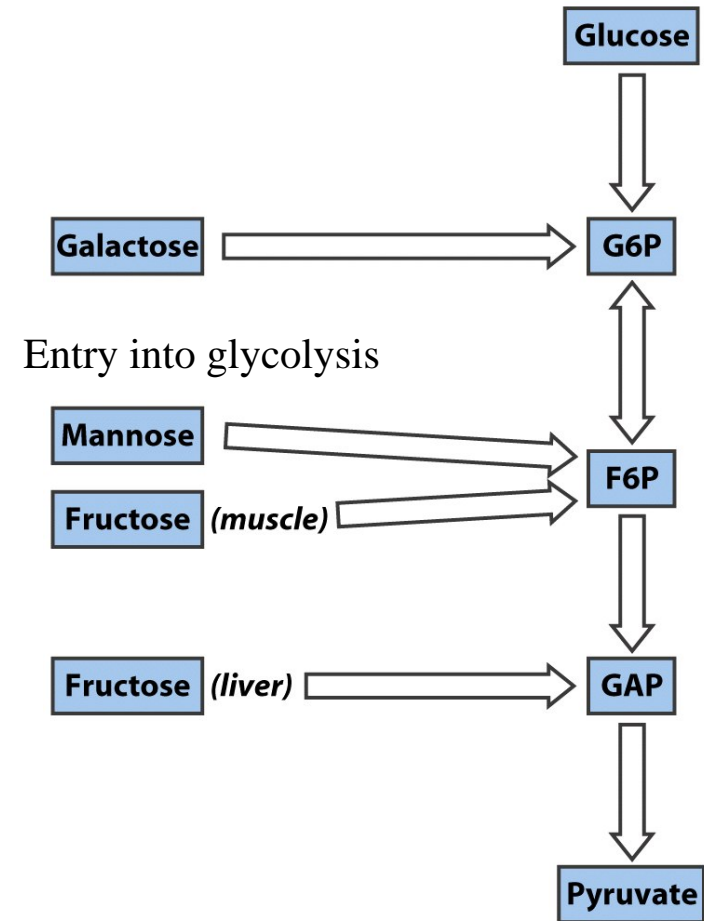 Glucose
Galactose
G6P
Entry into glycolysis
Mannose
F6P
Fructose (muscle)
Fructose (liver)
GAP
Pyruvate